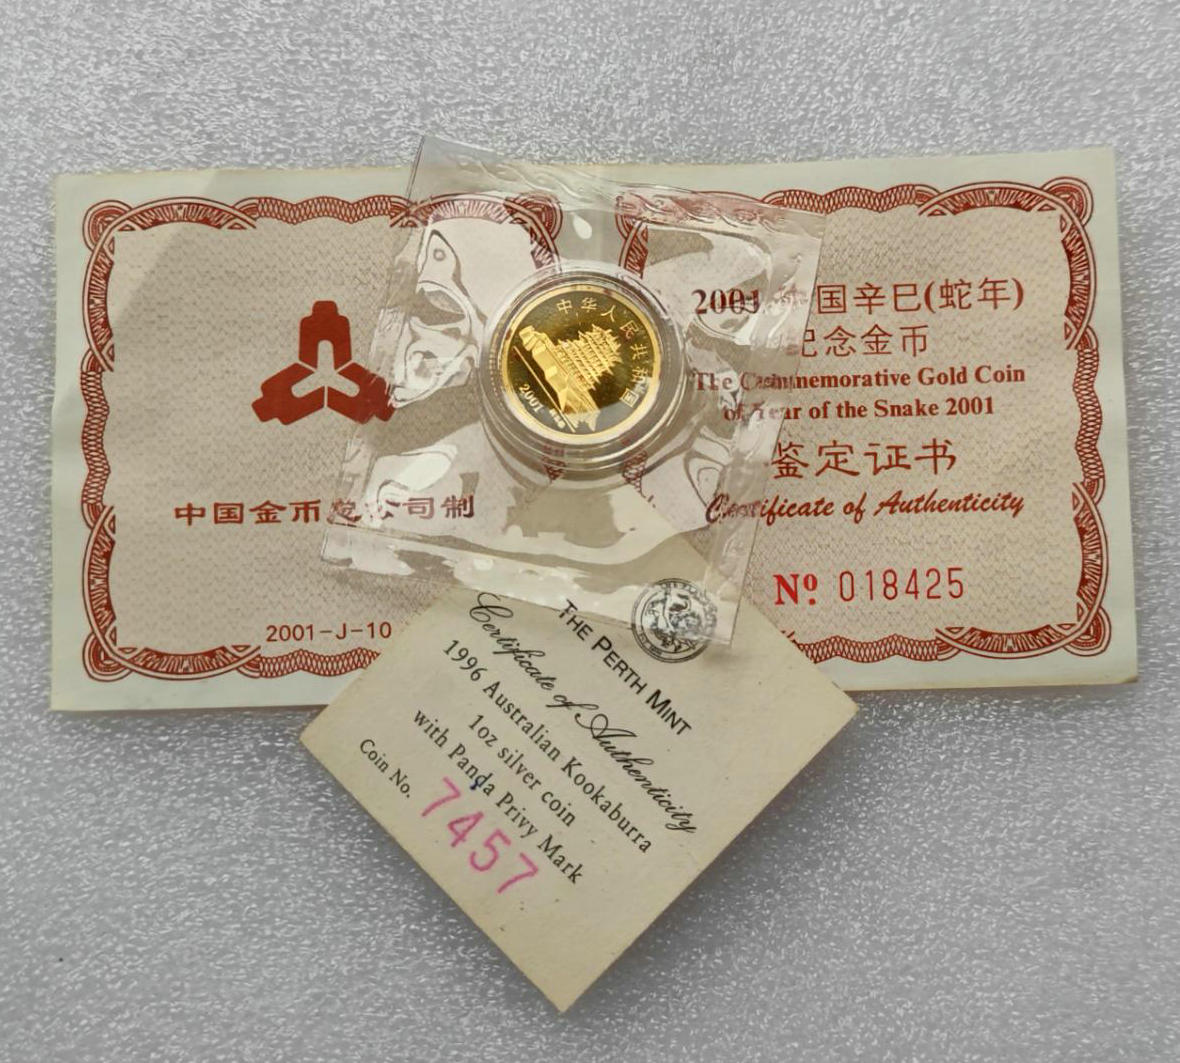 中国金币总公司制
2001-J-10
中华人民共和国
2001
2001 中国辛巳(蛇年)
纪念金币
The Commemorative Gold Coin
of Year of the Snake 2001
鉴定证书
Certificate of Authenticity
Nº 018425
THE PERTH MINT
Certificate of Authenticity
1996 Australian Kookaburra
1oz silver coin
with Panda Privy Mark
Coin No. 7457